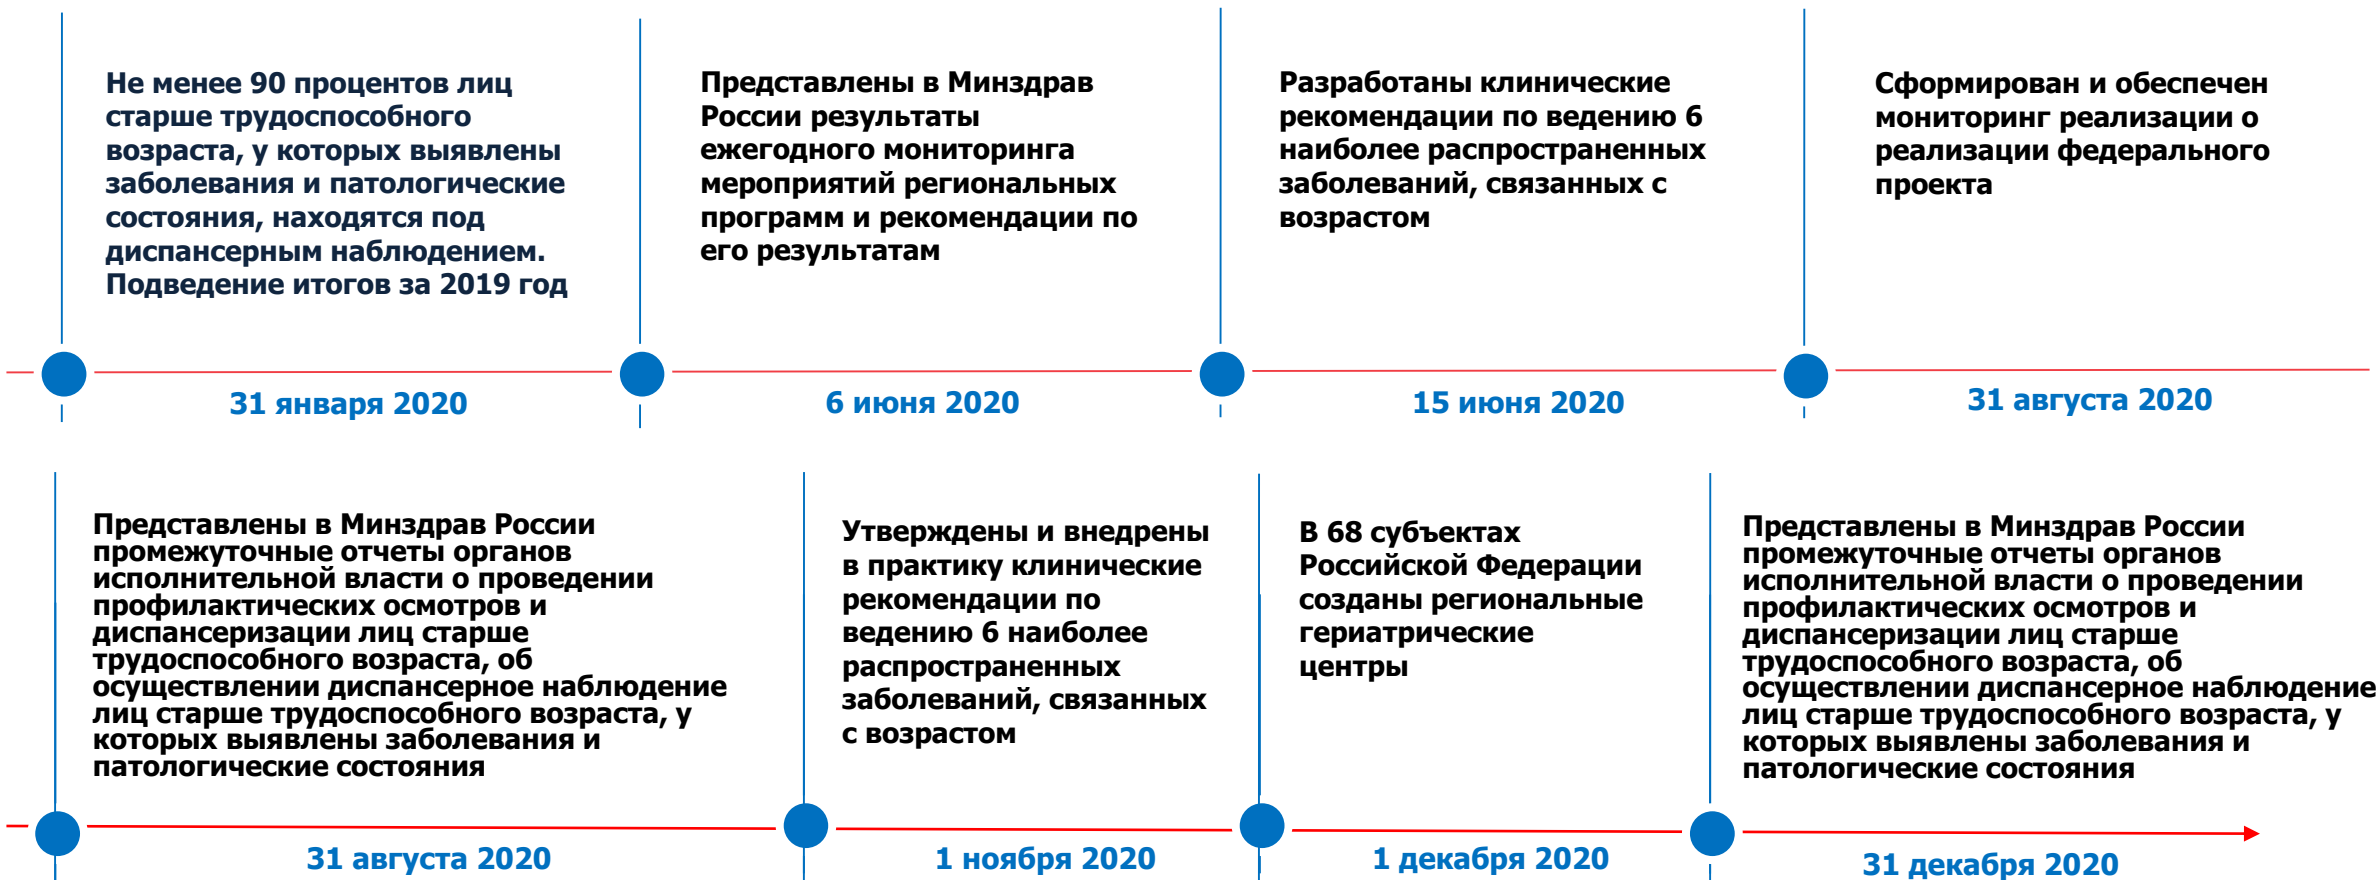 Не менее 90 процентов лиц
старше трудоспособного
возраста, у которых выявлены
заболевания и патологические
состояния, находятся под
диспансерным наблюдением.
Подведение итогов за 2019 год
31 января 2020
Представлены в Минздрав
России результаты
ежегодного мониторинга
мероприятий региональных
программ и рекомендации по
его результатам
6 июня 2020
Разработаны клинические
рекомендации по ведению 6
наиболее распространенных
заболеваний, связанных с
возрастом
15 июня 2020
Сформирован и обеспечен
мониторинг реализации о
реализации федерального
проекта
31 августа 2020
Представлены в Минздрав России
промежуточные отчеты органов
исполнительной власти о проведении
профилактических осмотров и
диспансеризации лиц старше
трудоспособного возраста, об
осуществлении диспансерное наблюдение
лиц старше трудоспособного возраста, у
которых выявлены заболевания и
патологические состояния
31 августа 2020
Утверждены и внедрены
в практику клинические
рекомендации по
ведению 6 наиболее
распространенных
заболеваний, связанных
с возрастом
1 ноября 2020
В 68 субъектах
Российской Федерации
созданы региональные
гериатрические
центры
1 декабря 2020
Представлены в Минздрав России
промежуточные отчеты органов
исполнительной власти о проведении
профилактических осмотров и
диспансеризации лиц старше
трудоспособного возраста, об
осуществлении диспансерное наблюдение
лиц старше трудоспособного возраста, у
которых выявлены заболевания и
патологические состояния
31 декабря 2020